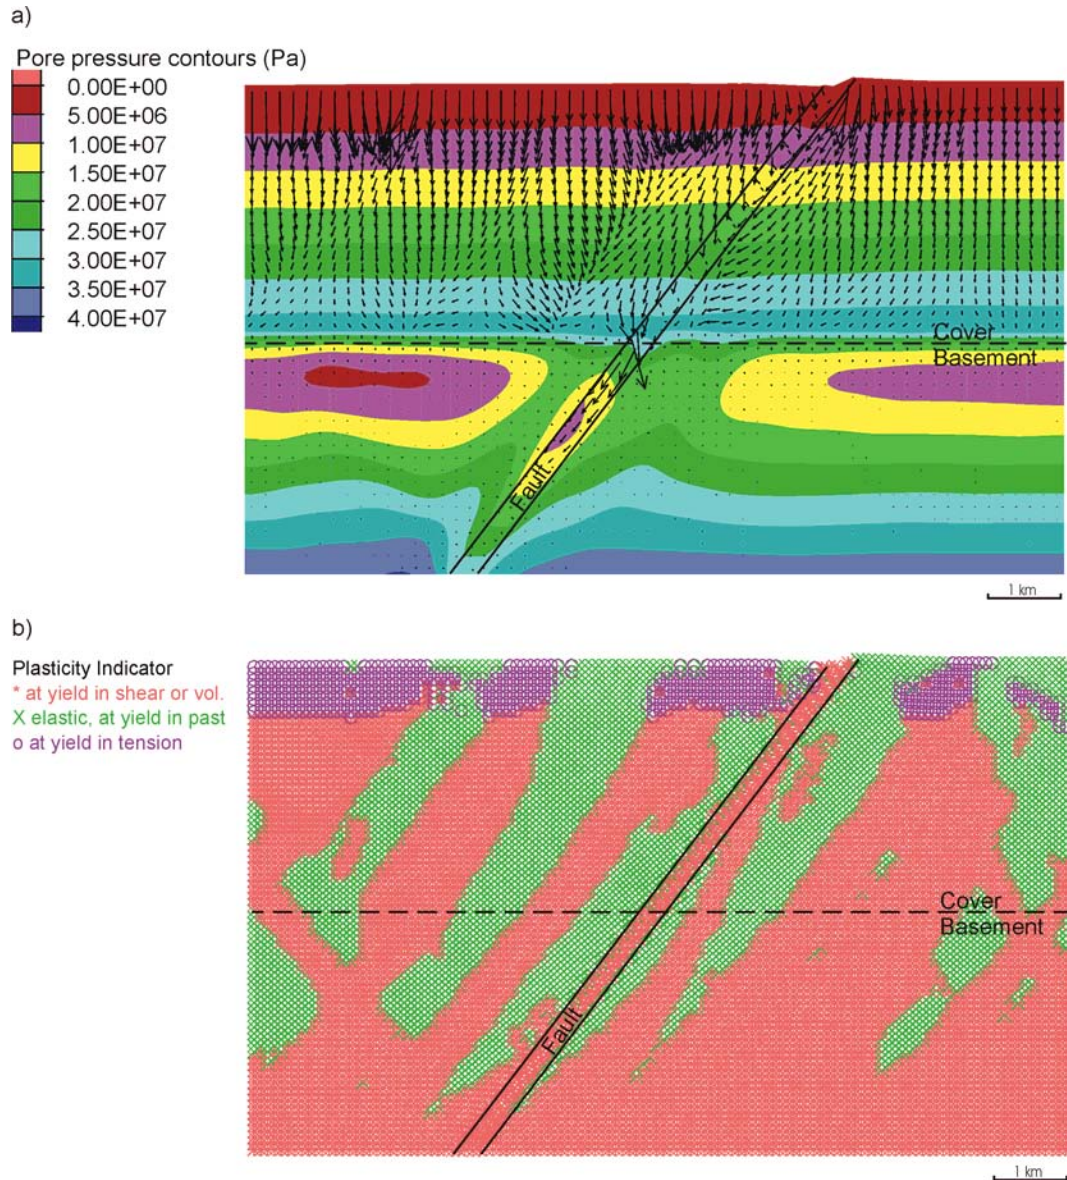 a)
Pore pressure contours (Pa)
0.00E+00
5.00E+06
1.00E+07
1.50E+07
2.00E+07
2.50E+07
3.00E+07
3.50E+07
4.00E+07
Cover
Basement
Fault
1 km
b)
Plasticity Indicator
* at yield in shear or vol.
X elastic, at yield in past
o at yield in tension
Cover
Basement
Fault
1 km